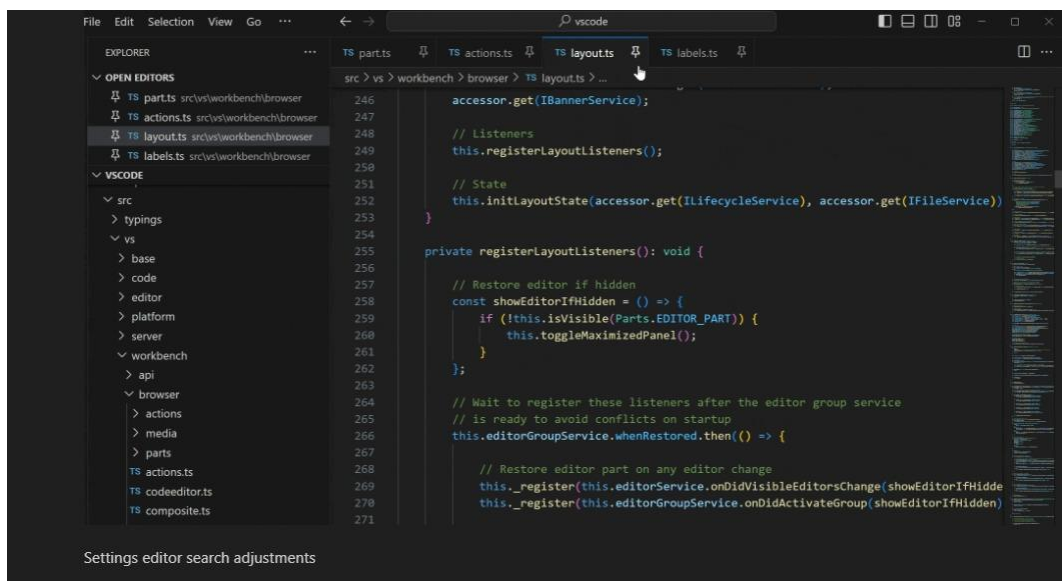 File Edit Selection View Go ···
vscode
EXPLORER ···
OPEN EDITORS
TS part.ts src\vs\workbench\browser
TS actions.ts src\vs\workbench\browser
TS layout.ts src\vs\workbench\browser
TS labels.ts src\vs\workbench\browser
VSCODE
src
typings
vs
base
code
editor
platform
server
workbench
api
browser
actions
media
parts
TS actions.ts
TS codeeditor.ts
TS composite.ts
TS part.ts TS actions.ts TS layout.ts TS labels.ts ···
src > vs > workbench > browser > TS layout.ts > ...
246 accessor.get(IBannerService);
247
248 // Listeners
249 this.registerLayoutListeners();
250
251 // State
252 this.initLayoutState(accessor.get(ILifecycleService), accessor.get(IFileService))
253 }
254
255 private registerLayoutListeners(): void {
256
257 // Restore editor if hidden
258 const showEditorIfHidden = () => {
259 if (!this.isVisible(Parts.EDITOR_PART)) {
260 this.toggleMaximizedPanel();
261 }
262 };
263
264 // Wait to register these listeners after the editor group service
265 // is ready to avoid conflicts on startup
266 this.editorGroupService.whenRestored.then(() => {
267
268 // Restore editor part on any editor change
269 this._register(this.editorService.onDidVisibleEditorsChange(showEditorIfHidde
270 this._register(this.editorGroupService.onDidActivateGroup(showEditorIfHidden)
271
Settings editor search adjustments